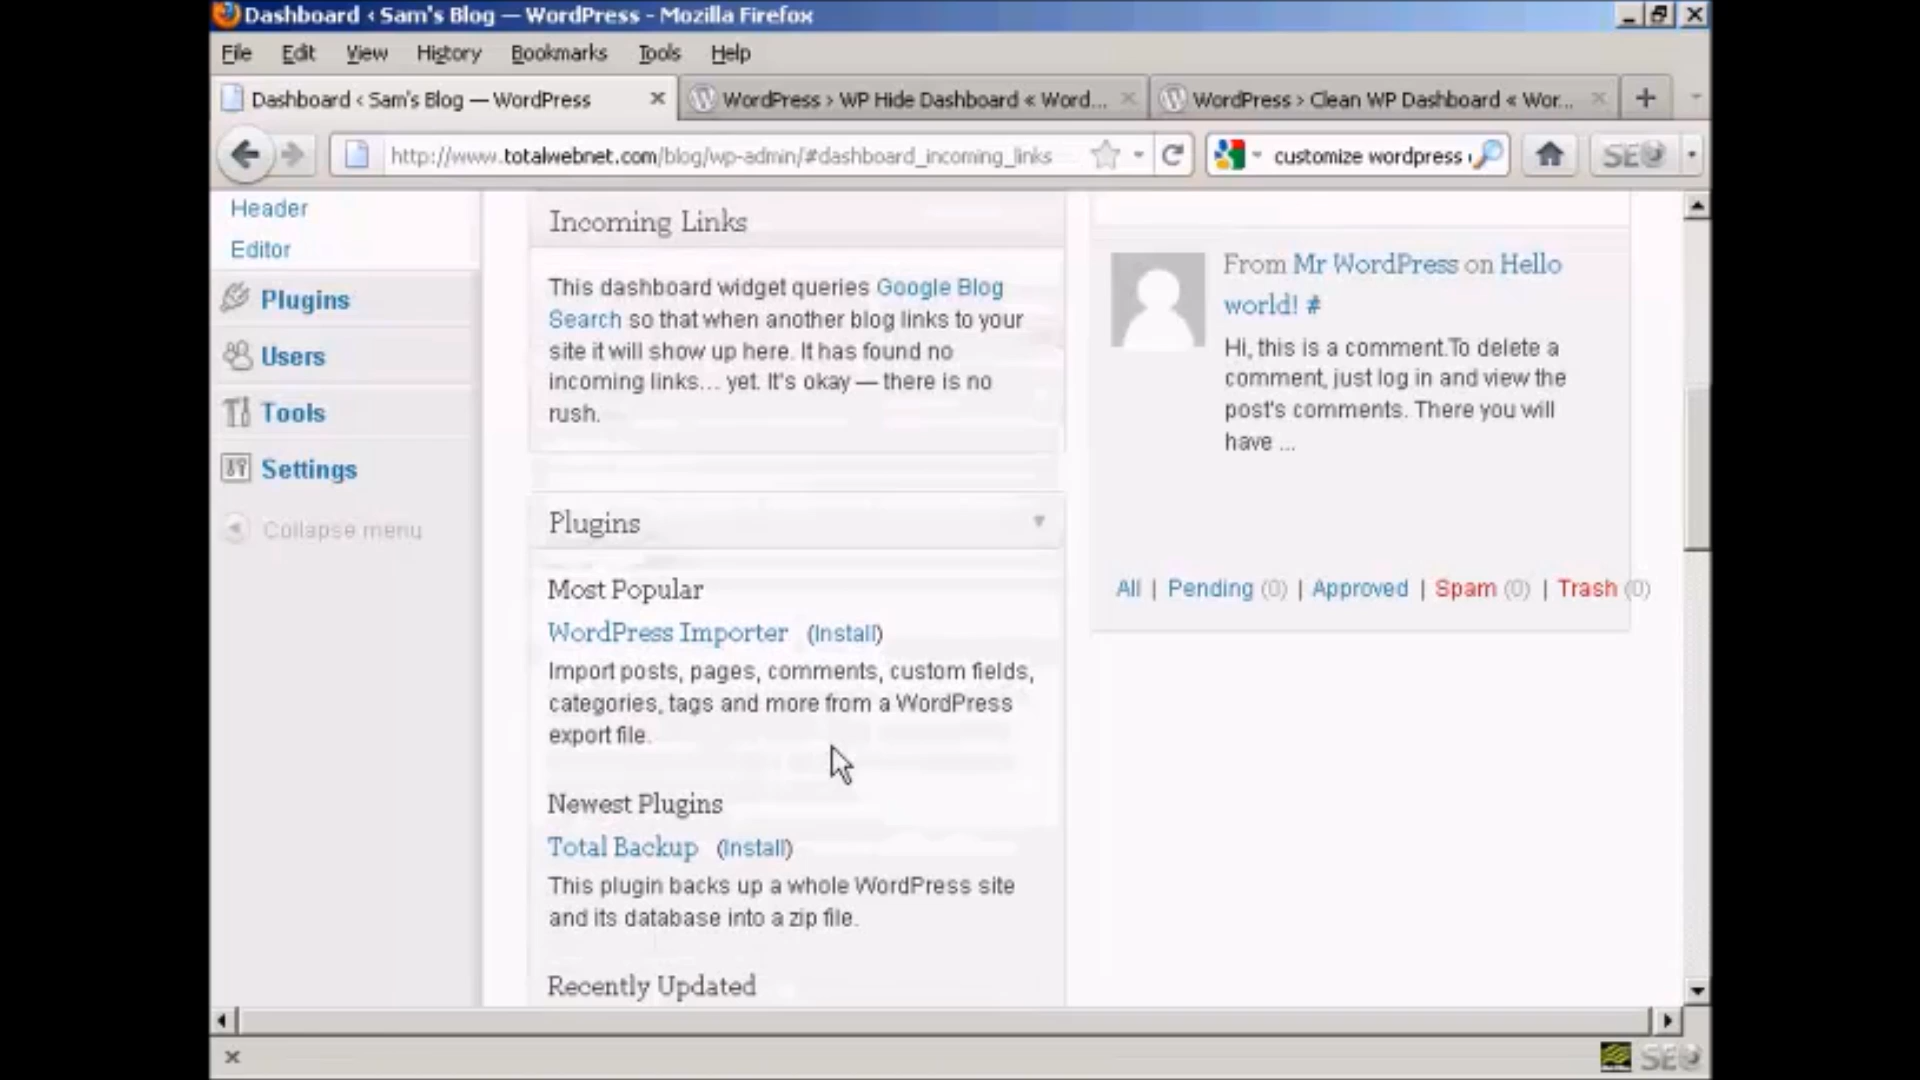 Dashboard ‹ Sam's Blog — WordPress - Mozilla Firefox
File Edit View History Bookmarks Tools Help
Dashboard ‹ Sam's Blog — WordPress
WordPress › WP Hide Dashboard « Word...
WordPress › Clean WP Dashboard « Wor...
http://www.totalwebnet.com/blog/wp-admin/#dashboard_incoming_links
customize wordpress
SEO
Header
Editor
Plugins
Users
Tools
Settings
Collapse menu
Incoming Links
This dashboard widget queries Google Blog
Search so that when another blog links to your
site it will show up here. It has found no
incoming links... yet. It's okay — there is no
rush.
Plugins
Most Popular
WordPress Importer (Install)
Import posts, pages, comments, custom fields,
categories, tags and more from a WordPress
export file.
Newest Plugins
Total Backup (Install)
This plugin backs up a whole WordPress site
and its database into a zip file.
Recently Updated
From Mr WordPress on Hello
world! #
Hi, this is a comment.To delete a
comment, just log in and view the
post's comments. There you will
have ...
All | Pending (0) | Approved | Spam (0) | Trash (0)
SEO